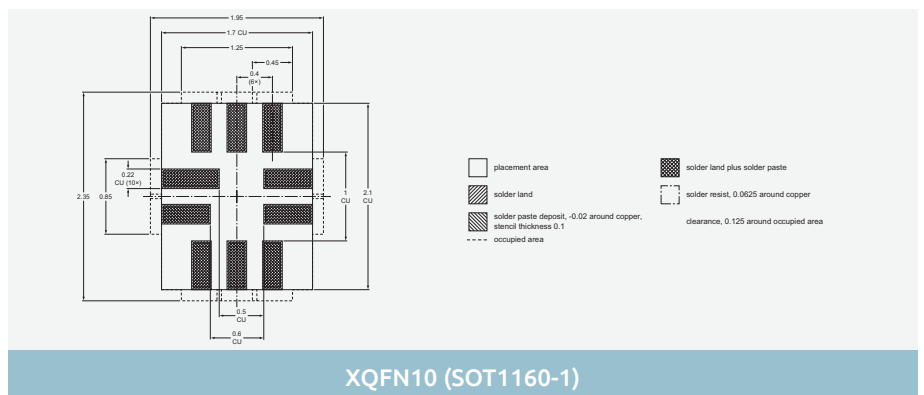 1.95
1.7 CU
1.25
0.45
0.4
(6×)
0.22
CU (10×)
2.35
0.85
1
CU
2.1
CU
0.5
CU
0.6
CU
placement area
solder land plus solder paste
solder land
solder resist, 0.0625 around copper
solder paste deposit, -0.02 around copper,
stencil thickness 0.1
clearance, 0.125 around occupied area
occupied area
XQFN10 (SOT1160-1)